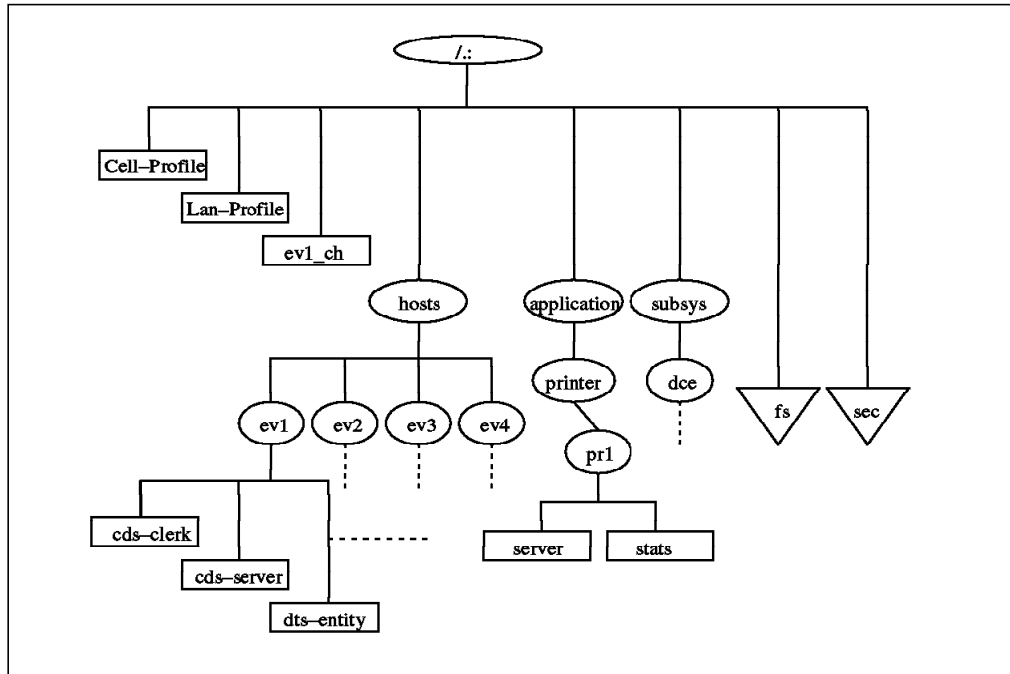 /.:
Cell–Profile
Lan–Profile
ev1_ch
hosts
application
subsys
printer
dce
fs
sec
ev1
ev2
ev3
ev4
pr1
cds–clerk
server
stats
cds–server
dts–entity